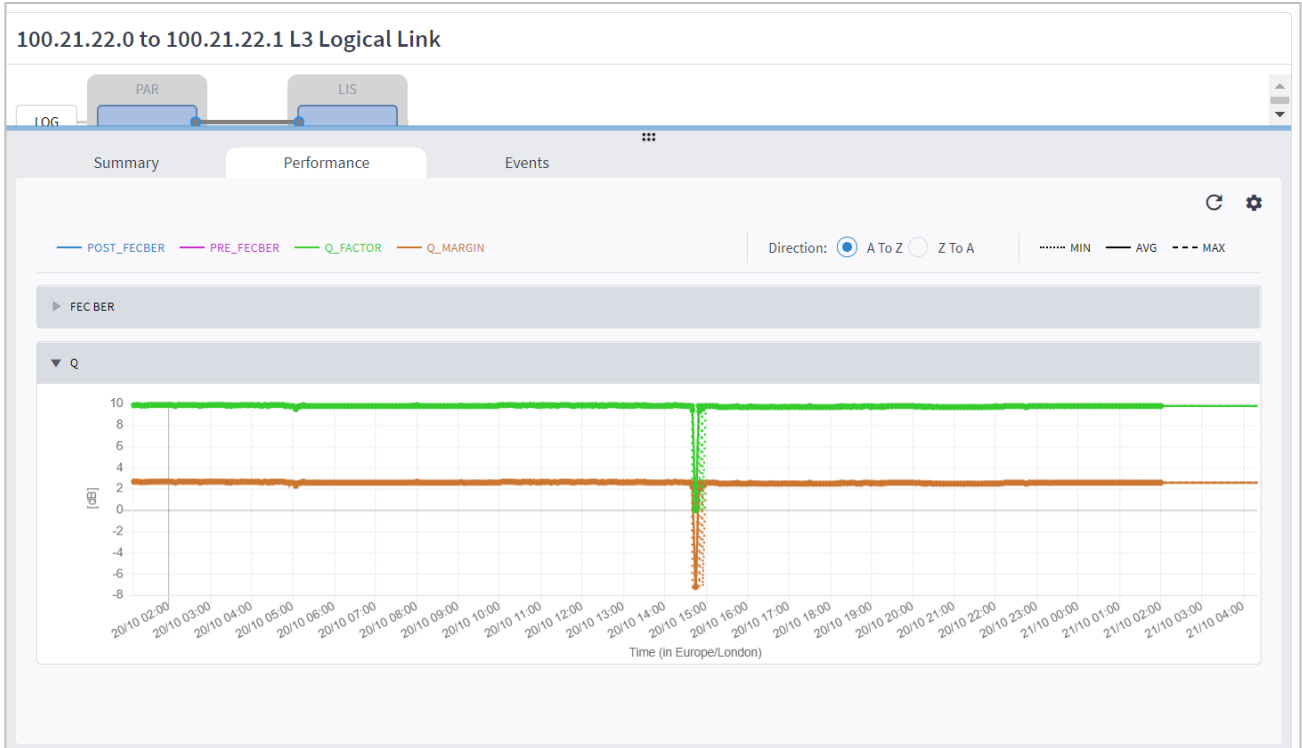 100.21.22.0 to 100.21.22.1 L3 Logical Link
PAR LIS
LOG
Summary Performance Events
POST_FECBER PRE_FECBER Q_FACTOR Q_MARGIN Direction: A To Z Z To A MIN AVG MAX
FEC BER
Q
10
8
6
4
2
0
-2
-4
-6
-8
[dB]
20/10 02:00 20/10 03:00 20/10 04:00 20/10 05:00 20/10 06:00 20/10 07:00 20/10 08:00 20/10 09:00 20/10 10:00 20/10 11:00 20/10 12:00 20/10 13:00 20/10 14:00 20/10 15:00 20/10 16:00 20/10 17:00 20/10 18:00 20/10 19:00 20/10 20:00 20/10 21:00 20/10 22:00 20/10 23:00 21/10 00:00 21/10 01:00 21/10 02:00 21/10 03:00 21/10 04:00
Time (in Europe/London)